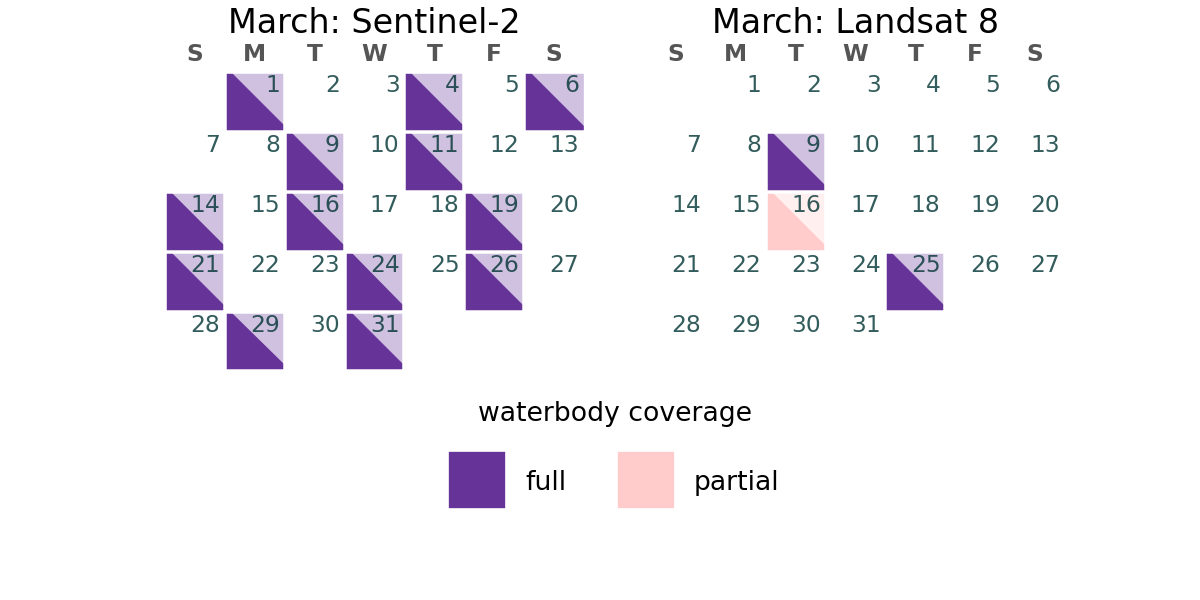 March: Sentinel-2
S M T W T F S
1 2 3 4 5 6
7 8 9 10 11 12 13
14 15 16 17 18 19 20
21 22 23 24 25 26 27
28 29 30 31
March: Landsat 8
S M T W T F S
1 2 3 4 5 6
7 8 9 10 11 12 13
14 15 16 17 18 19 20
21 22 23 24 25 26 27
28 29 30 31
waterbody coverage
full partial